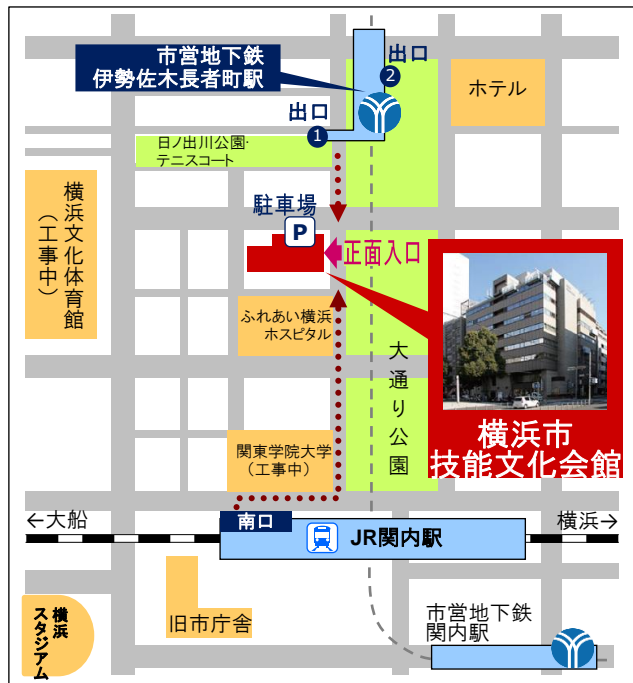 市営地下鉄
伊勢佐木長者町駅
出口
2
ホテル
出口
1
日ノ出川公園・
テニスコート
横浜文化体育館
（工事中）
駐車場
P
正面入口
ふれあい横浜
ホスピタル
大通り公園
横浜市
技能文化会館
関東学院大学
（工事中）
←大船
南口
横浜→
JR関内駅
旧市庁舎
横浜
スタジアム
市営地下鉄
関内駅